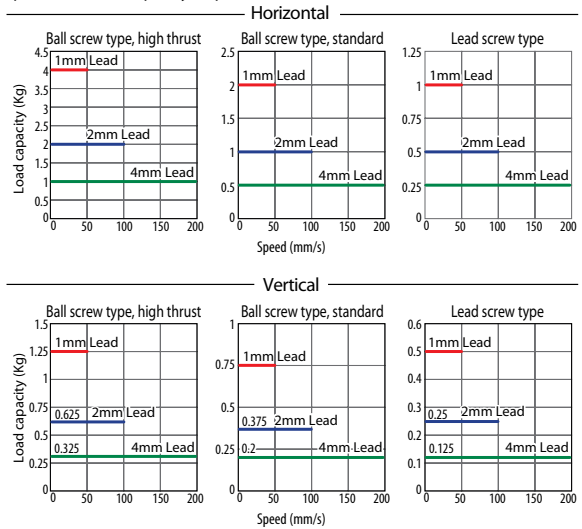 Horizontal
Ball screw type, high thrust
Ball screw type, standard
Lead screw type
Load capacity (Kg)
4.5
4
3.5
3
2.5
2
1.5
1
0.5
0
1mm Lead
2mm Lead
4mm Lead
0 50 100 150 200
2.5
2
1.5
1
0.5
0
1mm Lead
2mm Lead
4mm Lead
0 50 100 150 200
1.25
1
0.75
0.5
0.25
0
1mm Lead
2mm Lead
4mm Lead
0 50 100 150 200
Speed (mm/s)
Vertical
Ball screw type, high thrust
Ball screw type, standard
Lead screw type
Load capacity (Kg)
1.5
1.25
1
0.75
0.5
0.25
0
1mm Lead
0.625 2mm Lead
0.325 4mm Lead
0 50 100 150 200
1
0.75
0.5
0.25
0
1mm Lead
0.375 2mm Lead
0.2 4mm Lead
0 50 100 150 200
0.6
0.5
0.4
0.3
0.2
0.1
0
1mm Lead
0.25 2mm Lead
0.125 4mm Lead
0 50 100 150 200
Speed (mm/s)